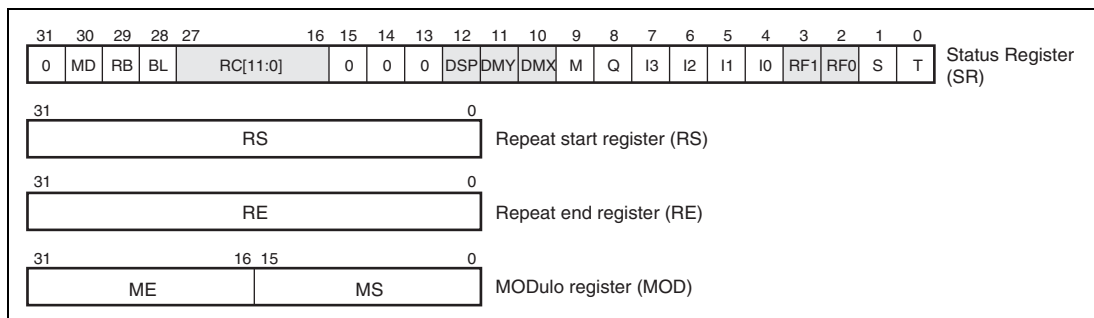 31 30 29 28 27 16 15 14 13 12 11 10 9 8 7 6 5 4 3 2 1 0
0 MD RB BL RC[11:0] 0 0 0 DSP DMY DMX M Q I3 I2 I1 I0 RF1 RF0 S T Status Register
(SR)
31 0
RS Repeat start register (RS)
31 0
RE Repeat end register (RE)
31 16 15 0
ME MS MODulo register (MOD)